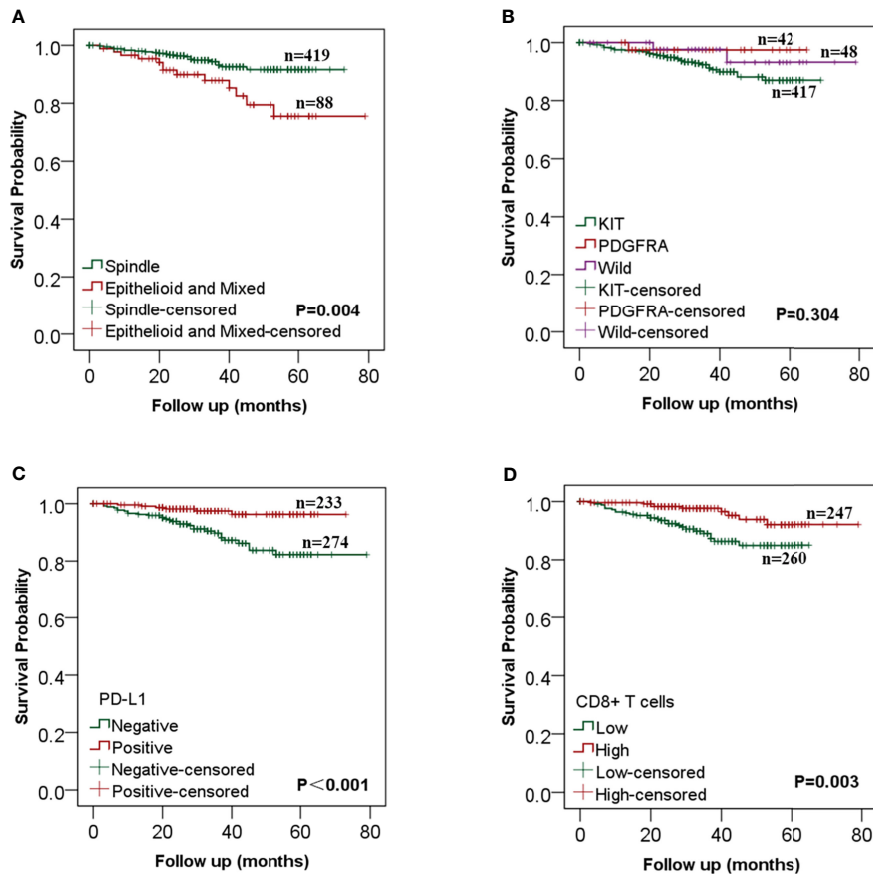 A
Survival Probability
1.0
0.8
0.6
0.4
0.2
0.0
n=419
n=88
Spindle
Epithelioid and Mixed
Spindle-censored
Epithelioid and Mixed-censored
P=0.004
0 20 40 60 80
Follow up (months)
B
Survival Probability
1.0
0.8
0.6
0.4
0.2
0.0
n=42
n=48
n=417
KIT
PDGFRA
Wild
KIT-censored
PDGFRA-censored
Wild-censored
P=0.304
0 20 40 60 80
Follow up (months)
C
Survival Probability
1.0
0.8
0.6
0.4
0.2
0.0
n=233
n=274
PD-L1
Negative
Positive
Negative-censored
Positive-censored
P<0.001
0 20 40 60 80
Follow up (months)
D
Survival Probability
1.0
0.8
0.6
0.4
0.2
0.0
n=247
n=260
CD8+ T cells
Low
High
Low-censored
High-censored
P=0.003
0 20 40 60 80
Follow up (months)